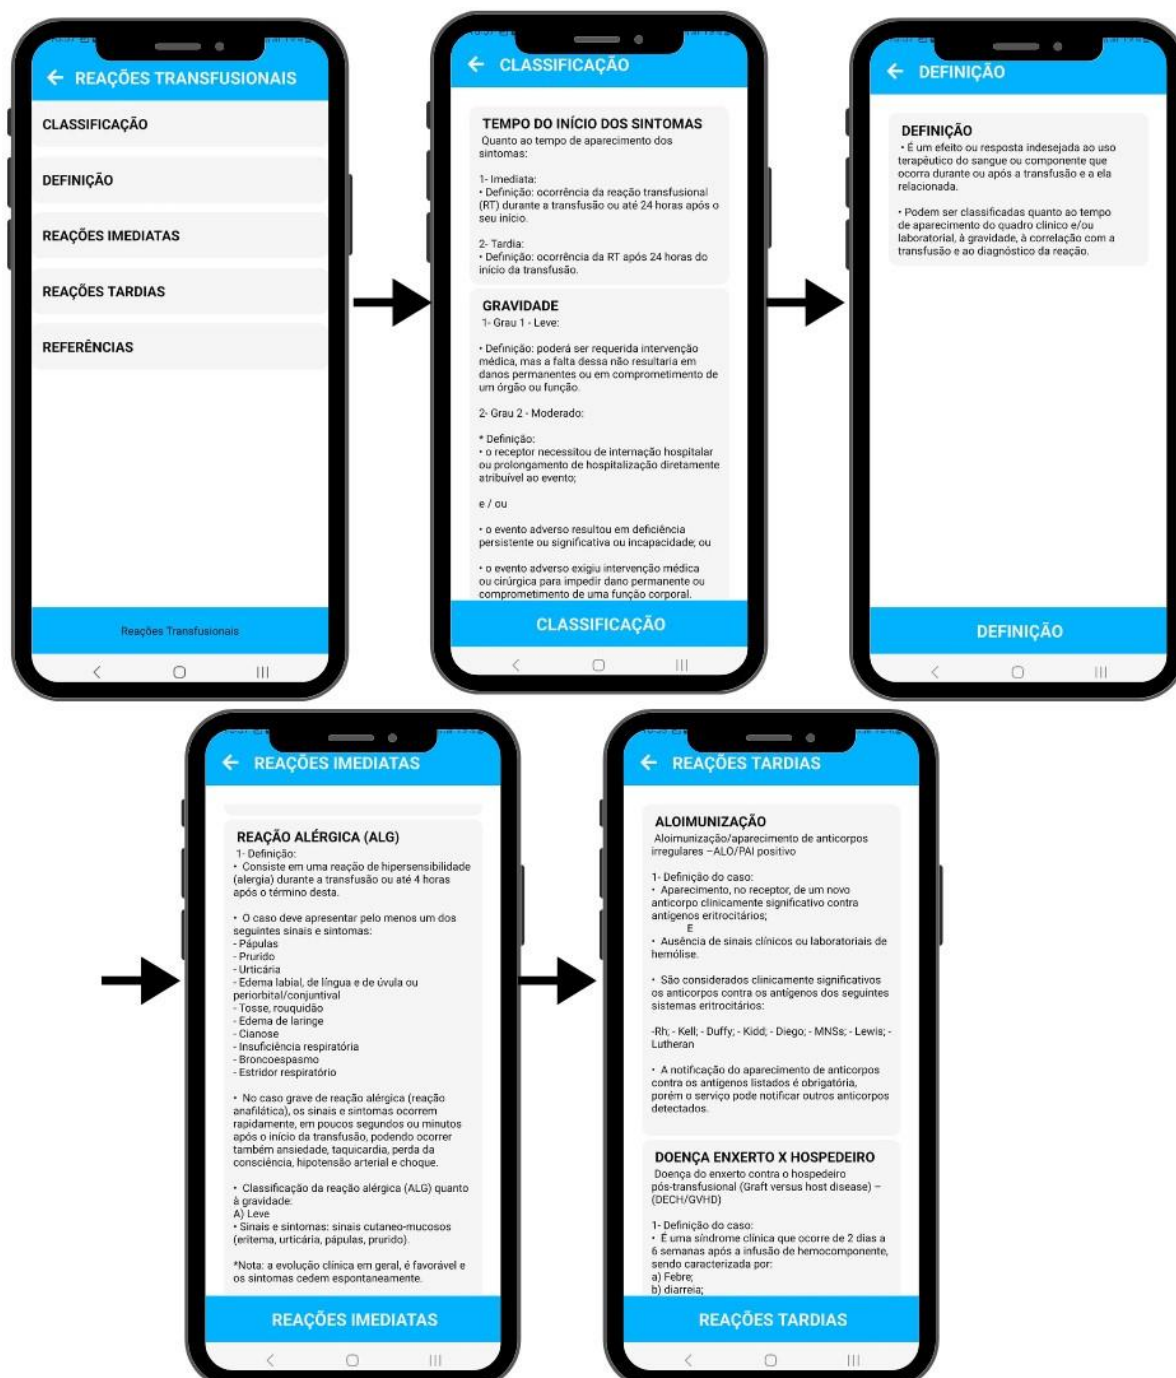 REAÇÕES TRANSFUSIONAIS
CLASSIFICAÇÃO
DEFINIÇÃO
REAÇÕES IMEDIATAS
REAÇÕES TARDIAS
REFERÊNCIAS
Reações Transfusionais
CLASSIFICAÇÃO
TEMPO DO INÍCIO DOS SINTOMAS
Quanto ao tempo de aparecimento dos
sintomas:
1- Imediata:
• Definição: ocorrência da reação transfusional
(RT) durante a transfusão ou até 24 horas após o
seu início.
2- Tardia:
• Definição: ocorrência da RT após 24 horas do
início da transfusão.
GRAVIDADE
1- Grau 1 - Leve:
• Definição: poderá ser requerida intervenção
médica, mas a falta dessa não resultaria em
danos permanentes ou em comprometimento de
um órgão ou função.
2- Grau 2 - Moderado:
* Definição:
• o receptor necessitou de internação hospitalar
ou prolongamento de hospitalização diretamente
atribuível ao evento;
e / ou
• o evento adverso resultou em deficiência
persistente ou significativa ou incapacidade; ou
• o evento adverso exigiu intervenção médica
ou cirúrgica para impedir dano permanente ou
comprometimento de uma função corporal.
CLASSIFICAÇÃO
DEFINIÇÃO
DEFINIÇÃO
• É um efeito ou resposta indesejada ao uso
terapêutico do sangue ou componente que
ocorra durante ou após a transfusão e a ela
relacionada.
• Podem ser classificadas quanto ao tempo
de aparecimento do quadro clínico e/ou
laboratorial, à gravidade, à correlação com a
transfusão e ao diagnóstico da reação.
DEFINIÇÃO
REAÇÕES IMEDIATAS
REAÇÃO ALÉRGICA (ALG)
1- Definição:
• Consiste em uma reação de hipersensibilidade
(alergia) durante a transfusão ou até 4 horas
após o término desta.
• O caso deve apresentar pelo menos um dos
seguintes sinais e sintomas:
- Pápulas
- Prurido
- Urticária
- Edema labial, de língua e de úvula ou
periorbital/conjuntival
- Tosse, rouquidão
- Edema de laringe
- Cianose
- Insuficiência respiratória
- Broncoespasmo
- Estridor respiratório
• No caso grave de reação alérgica (reação
anafilática), os sinais e sintomas ocorrem
rapidamente, em poucos segundos ou minutos
após o início da transfusão, podendo ocorrer
também ansiedade, taquicardia, perda da
consciência, hipotensão arterial e choque.
• Classificação da reação alérgica (ALG) quanto
à gravidade:
A) Leve
• Sinais e sintomas: sinais cutaneo-mucosos
(eritema, urticária, pápulas, prurido).
*Nota: a evolução clínica em geral, é favorável e
os sintomas cedem espontaneamente.
REAÇÕES IMEDIATAS
REAÇÕES TARDIAS
ALOIMUNIZAÇÃO
Aloimunização/aparecimento de anticorpos
irregulares –ALO/PAI positivo
1- Definição do caso:
• Aparecimento, no receptor, de um novo
anticorpo clinicamente significativo contra
antígenos eritrocitários;
E
• Ausência de sinais clínicos ou laboratoriais de
hemólise.
• São considerados clinicamente significativos
os anticorpos contra os antígenos dos seguintes
sistemas eritrocitários:
-Rh; - Kell; - Duffy; - Kidd; - Diego; - MNSs; - Lewis; -
Lutheran
• A notificação do aparecimento de anticorpos
contra os antígenos listados é obrigatória,
porém o serviço pode notificar outros anticorpos
detectados.
DOENÇA ENXERTO X HOSPEDEIRO
Doença do enxerto contra o hospedeiro
pós-transfusional (Graft versus host disease) –
(DECH/GVHD)
1- Definição do caso:
• É uma síndrome clínica que ocorre de 2 dias a
6 semanas após a infusão de hemocomponente,
sendo caracterizada por:
a) Febre;
b) diarreia;
REAÇÕES TARDIAS